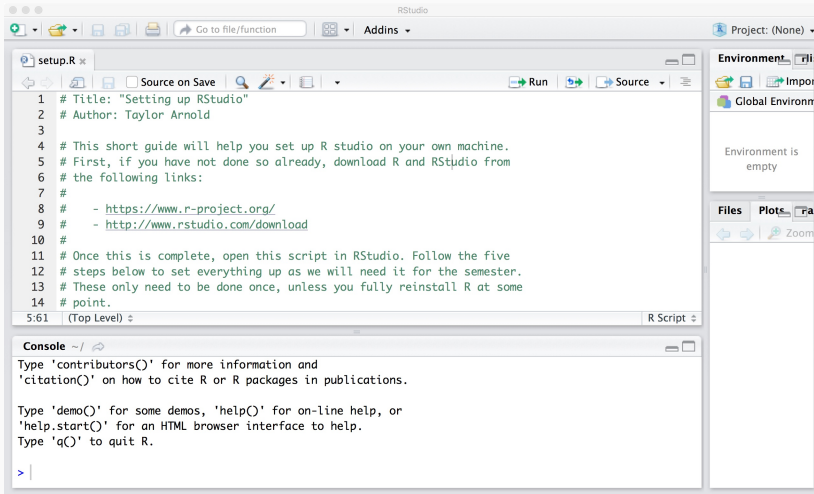 RStudio
Go to file/function
Addins
Project: (None)
setup.R
Source on Save
Run
Source
1 # Title: "Setting up RStudio"
2 # Author: Taylor Arnold
3
4 # This short guide will help you set up R studio on your own machine.
5 # First, if you have not done so already, download R and RStudio from
6 # the following links:
7 #
8 # - https://www.r-project.org/
9 # - http://www.rstudio.com/download
10 #
11 # Once this is complete, open this script in RStudio. Follow the five
12 # steps below to set everything up as we will need it for the semester.
13 # These only need to be done once, unless you fully reinstall R at some
14 # point.
5:61 (Top Level) R Script
Console ~/
Type 'contributors()' for more information and
'citation()' on how to cite R or R packages in publications.

Type 'demo()' for some demos, 'help()' for on-line help, or
'help.start()' for an HTML browser interface to help.
Type 'q()' to quit R.

>
Environment
Impor
Global Environm
Environment is
empty
Files Plots
Zoom